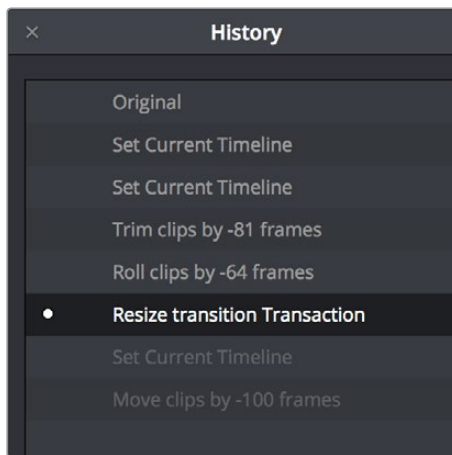 History
Original
Set Current Timeline
Set Current Timeline
Trim clips by -81 frames
Roll clips by -64 frames
Resize transition Transaction
Set Current Timeline
Move clips by -100 frames